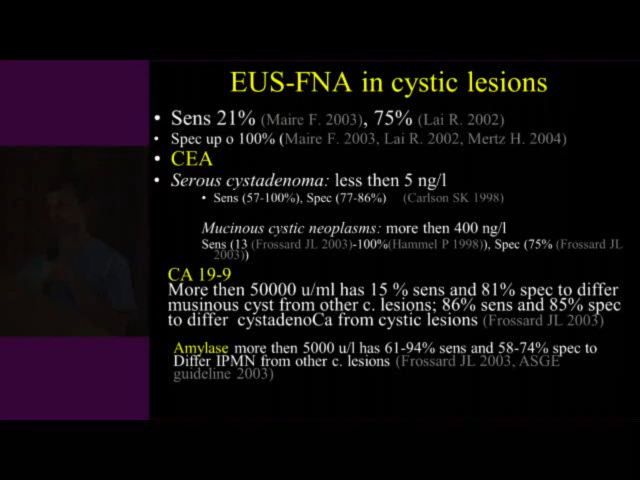 EUS-FNA in cystic lesions
• Sens 21% (Maire F. 2003), 75% (Lai R. 2002)
• Spec up o 100% (Maire F. 2003, Lai R. 2002, Mertz H. 2004)
• CEA
• Serous cystadenoma: less then 5 ng/l
• Sens (57-100%), Spec (77-86%) (Carlson SK 1998)
Mucinous cystic neoplasms: more then 400 ng/l
Sens (13 (Frossard JL 2003)-100%(Hammel P 1998)), Spec (75% (Frossard JL
2003))
CA 19-9
More then 50000 u/ml has 15 % sens and 81% spec to differ
musinous cyst from other c. lesions; 86% sens and 85% spec
to differ cystadenoCa from cystic lesions (Frossard JL 2003)
Amylase more then 5000 u/l has 61-94% sens and 58-74% spec to
Differ IPMN from other c. lesions (Frossard JL 2003, ASGE
guideline 2003)